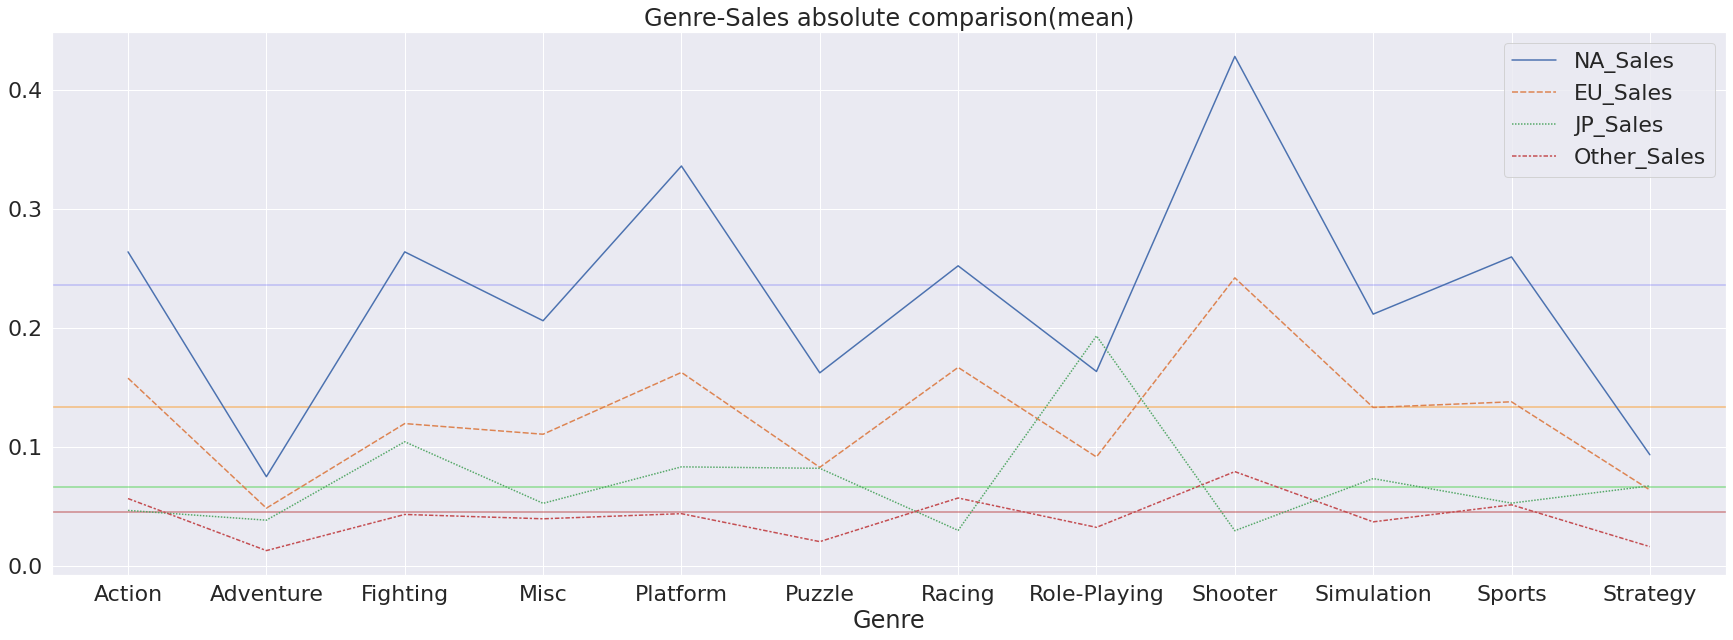 Genre-Sales absolute comparison(mean)
NA_Sales
EU_Sales
JP_Sales
Other_Sales
0.4
0.3
0.2
0.1
0.0
Action Adventure Fighting Misc Platform Puzzle Racing Role-Playing Shooter Simulation Sports Strategy
Genre